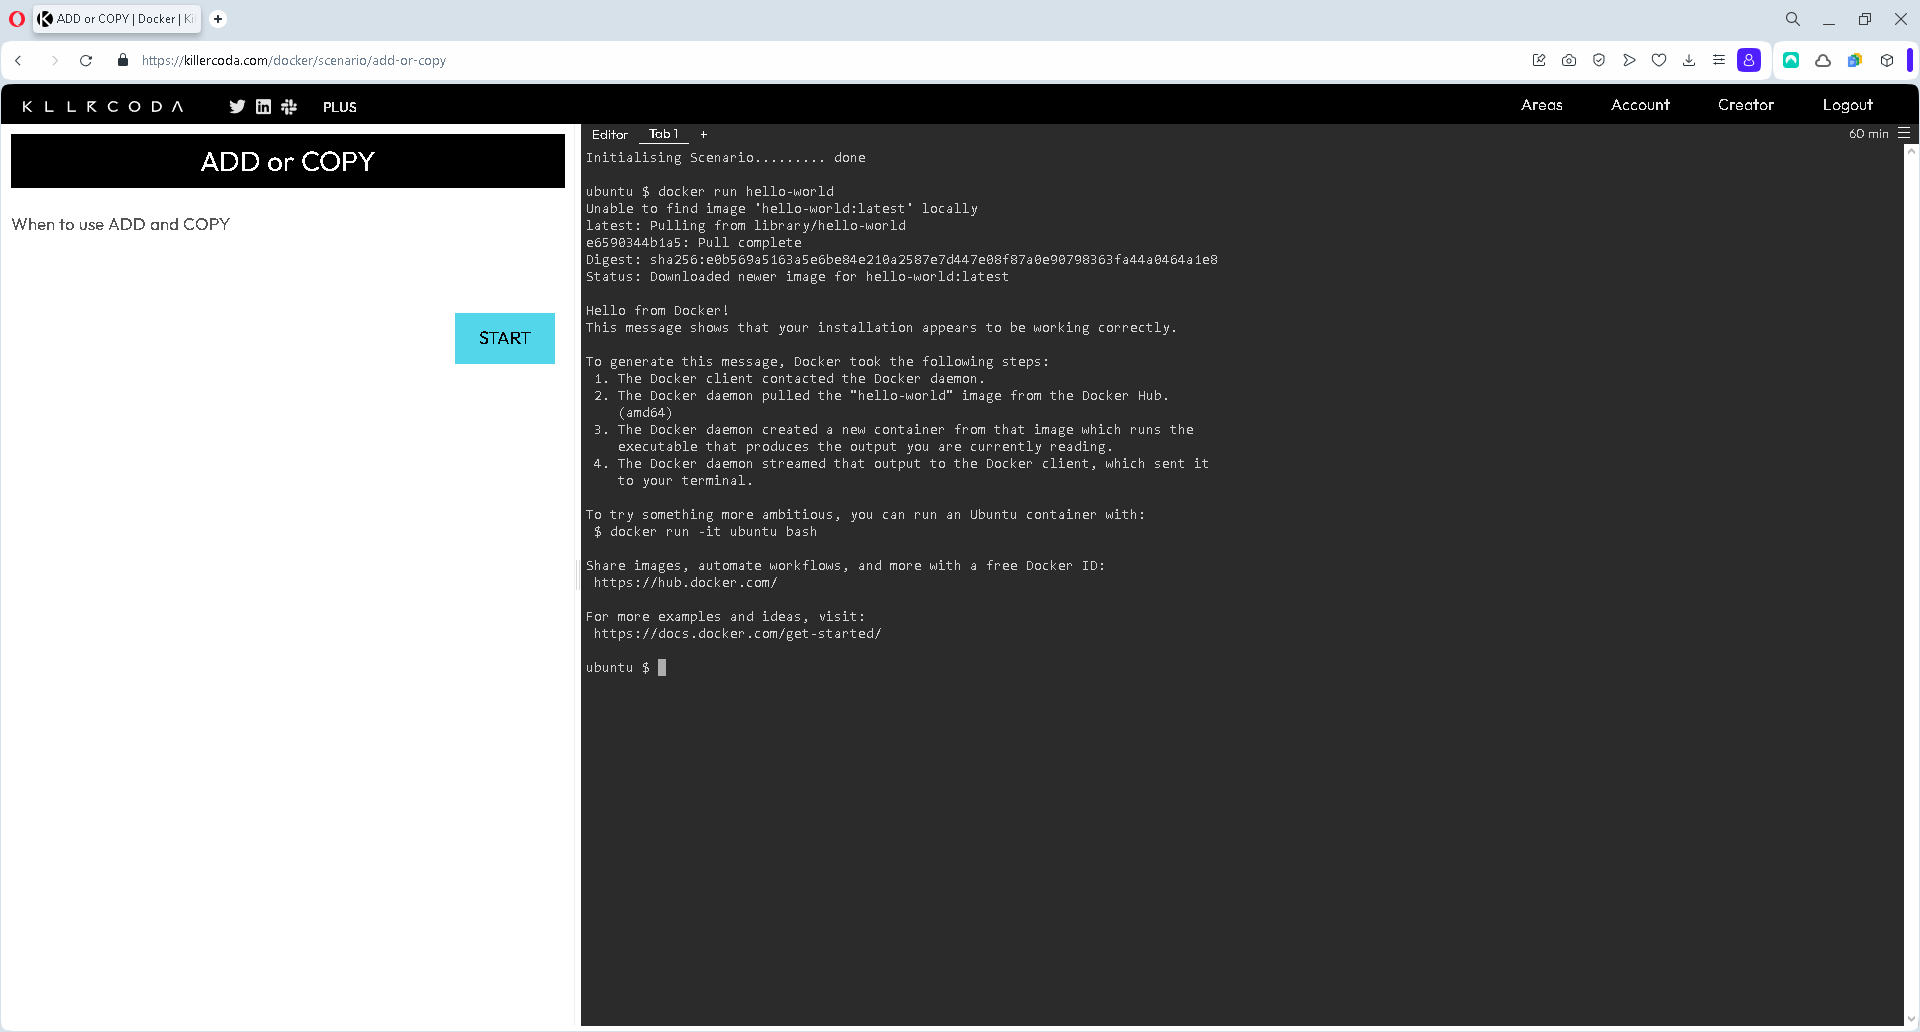 ADD or COPY | Docker | Ki
https://killercoda.com/docker/scenario/add-or-copy
KLLRCODA
PLUS
Areas
Account
Creator
Logout
ADD or COPY
When to use ADD and COPY
START
Editor
Tab 1
+
60 min
Initialising Scenario......... done
ubuntu $ docker run hello-world
Unable to find image 'hello-world:latest' locally
latest: Pulling from library/hello-world
e6590344b1a5: Pull complete
Digest: sha256:e0b569a5163a5e6be84e210a2587e7d447e08f87a0e90798363fa44a0464a1e8
Status: Downloaded newer image for hello-world:latest
Hello from Docker!
This message shows that your installation appears to be working correctly.
To generate this message, Docker took the following steps:
1. The Docker client contacted the Docker daemon.
2. The Docker daemon pulled the "hello-world" image from the Docker Hub.
(amd64)
3. The Docker daemon created a new container from that image which runs the
executable that produces the output you are currently reading.
4. The Docker daemon streamed that output to the Docker client, which sent it
to your terminal.
To try something more ambitious, you can run an Ubuntu container with:
$ docker run -it ubuntu bash
Share images, automate workflows, and more with a free Docker ID:
https://hub.docker.com/
For more examples and ideas, visit:
https://docs.docker.com/get-started/
ubuntu $